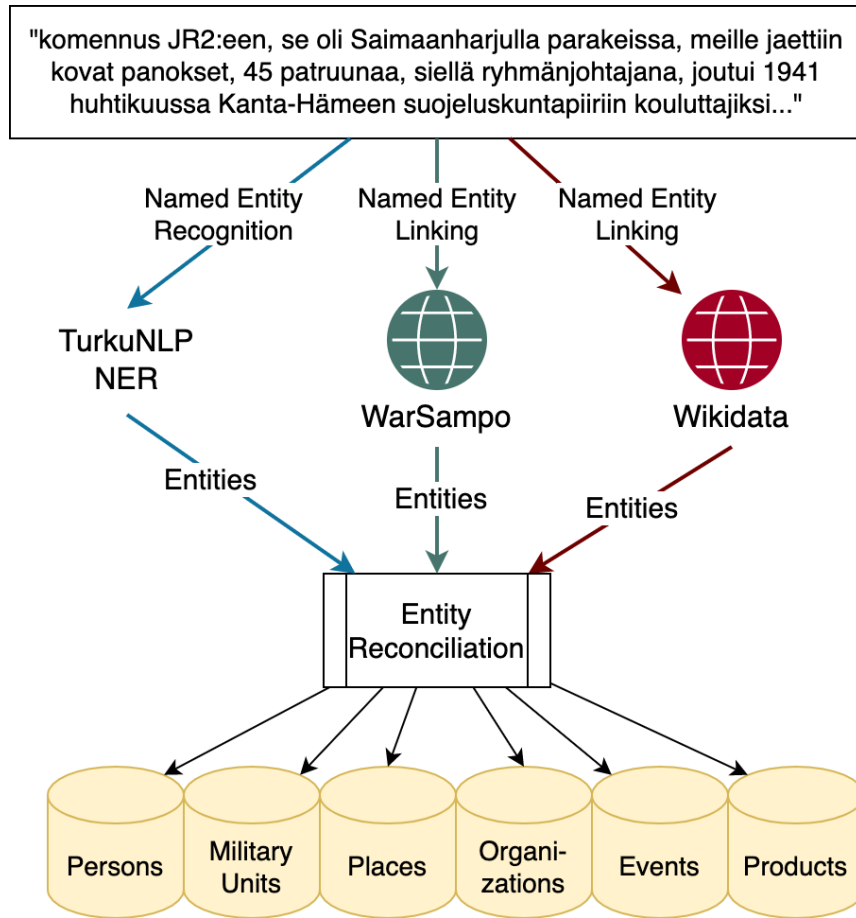 "komennus JR2:een, se oli Saimaanharjulla parakeissa, meille jaettiin
kovat panokset, 45 patruunaa, siellä ryhmänjohtajana, joutui 1941
huhtikuussa Kanta-Hämeen suojeluskuntapiiriin kouluttajiksi..."
Named Entity
Recognition
Named Entity
Linking
Named Entity
Linking
TurkuNLP
NER
WarSampo
Wikidata
Entities
Entities
Entities
Entity
Reconciliation
Persons
Military
Units
Places
Organi-
zations
Events
Products